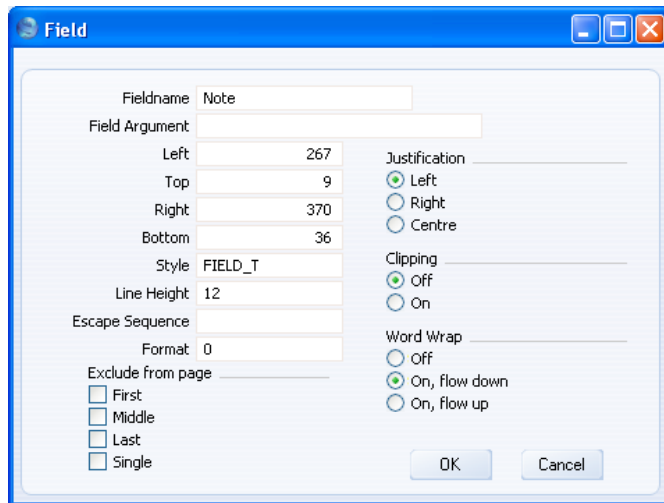 Field
Fieldname Note
Field Argument
Left 267
Top 9
Right 370
Bottom 36
Style FIELD_T
Line Height 12
Escape Sequence
Format 0
Exclude from page
First
Middle
Last
Single
Justification
Left
Right
Centre
Clipping
Off
On
Word Wrap
Off
On, flow down
On, flow up
OK Cancel